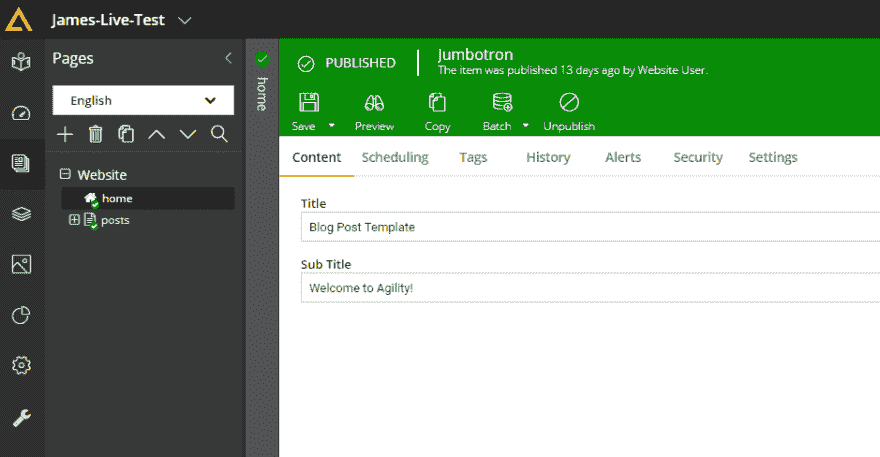 James-Live-Test
Pages
English
Website
home
posts
home
PUBLISHED
Jumbotron
The item was published 13 days ago by Website User.
Save
Preview
Copy
Batch
Unpublish
Content
Scheduling
Tags
History
Alerts
Security
Settings
Title
Blog Post Template
Sub Title
Welcome to Agility!